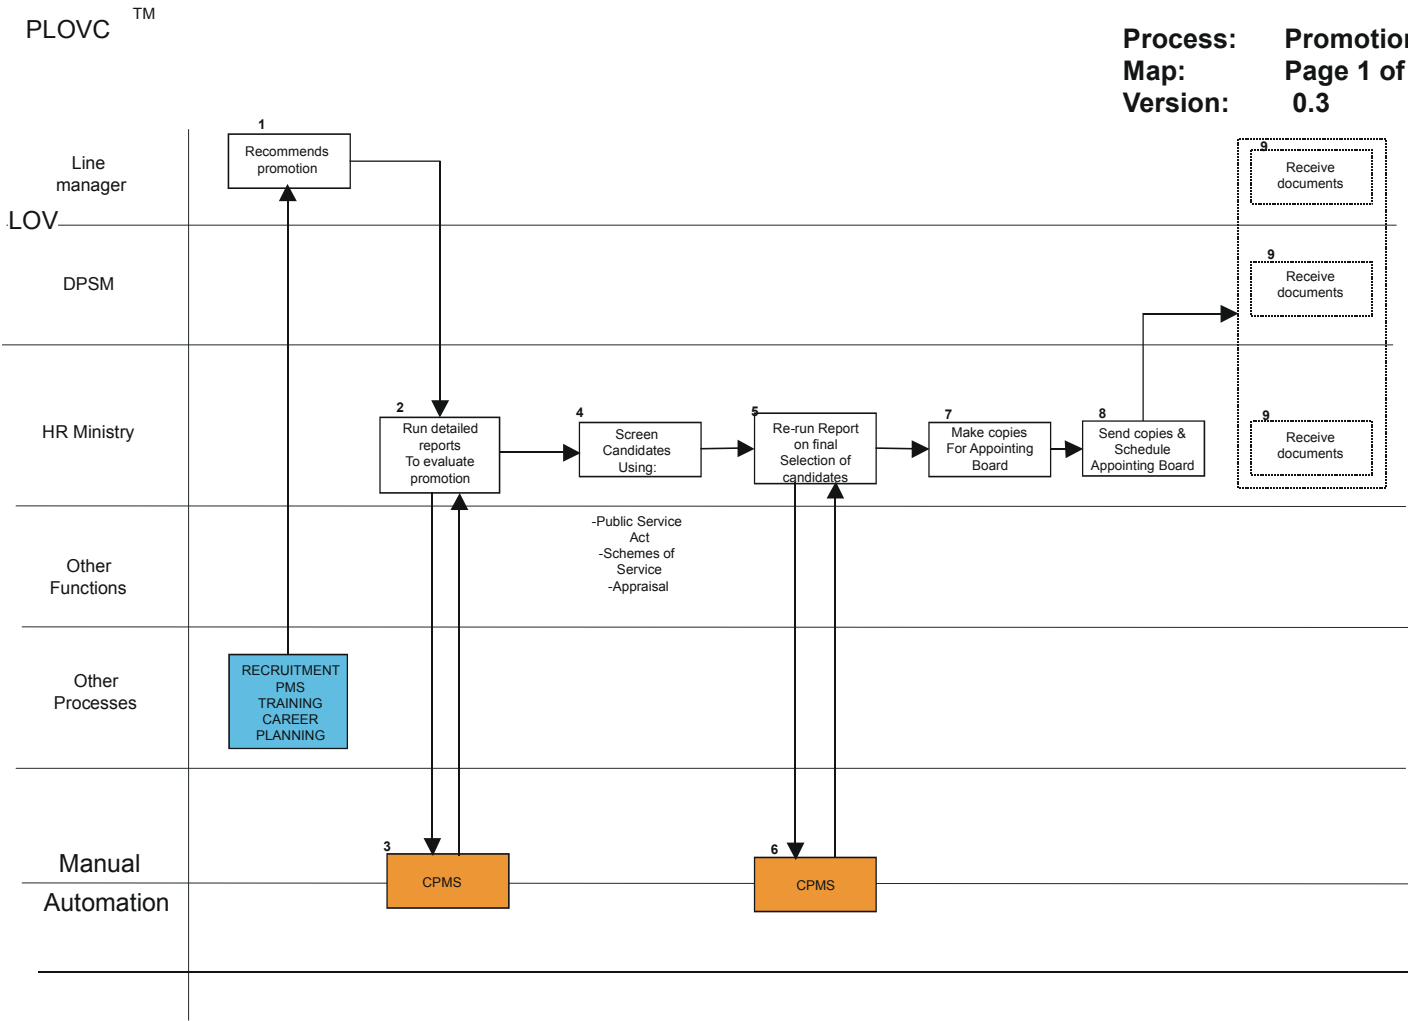 PLOVC
TM
Process: Promotion
Map: Page 1 of
Version: 0.3
Line
manager
1
Recommends
promotion
9
Receive
documents
LOV
DPSM
9
Receive
documents
HR Ministry
2
Run detailed
reports
To evaluate
promotion
4
Screen
Candidates
Using:
5
Re-run Report
on final
Selection of
candidates
7
Make copies
For Appointing
Board
8
Send copies &
Schedule
Appointing Board
9
Receive
documents
Other
Functions
-Public Service
Act
-Schemes of
Service
-Appraisal
Other
Processes
RECRUITMENT
PMS
TRAINING
CAREER
PLANNING
Manual
Automation
3
CPMS
6
CPMS